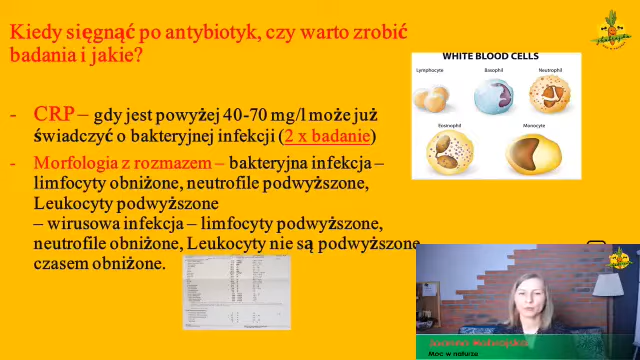 Kiedy sięgnąć po antybiotyk, czy warto zrobić
badania i jakie?
WHITE BLOOD CELLS
Lymphocyte
Basophil
Neutrophil
Eosinophil
Monocyte
- CRP – gdy jest powyżej 40-70 mg/l może już
świadczyć o bakteryjnej infekcji (2 x badanie)
- Morfologia z rozmazem – bakteryjna infekcja –
limfocyty obniżone, neutrofile podwyższone,
Leukocyty podwyższone
– wirusowa infekcja – limfocyty podwyższone,
neutrofile obniżone, Leukocyty nie są podwyższone
czasem obniżone.
Joanna
Moc w naturze